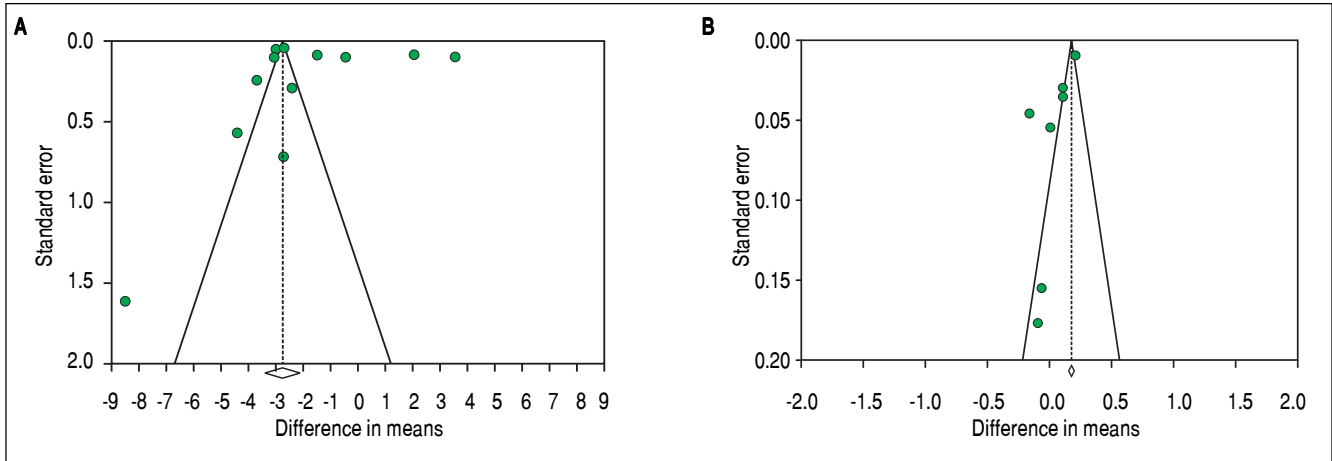 A
0.0
0.5
1.0
1.5
2.0
Standard error
-9 -8 -7 -6 -5 -4 -3 -2 -1 0 1 2 3 4 5 6 7 8 9
Difference in means
B
0.00
0.05
0.10
0.15
0.20
Standard error
-2.0 -1.5 -1.0 -0.5 0.0 0.5 1.0 1.5 2.0
Difference in means